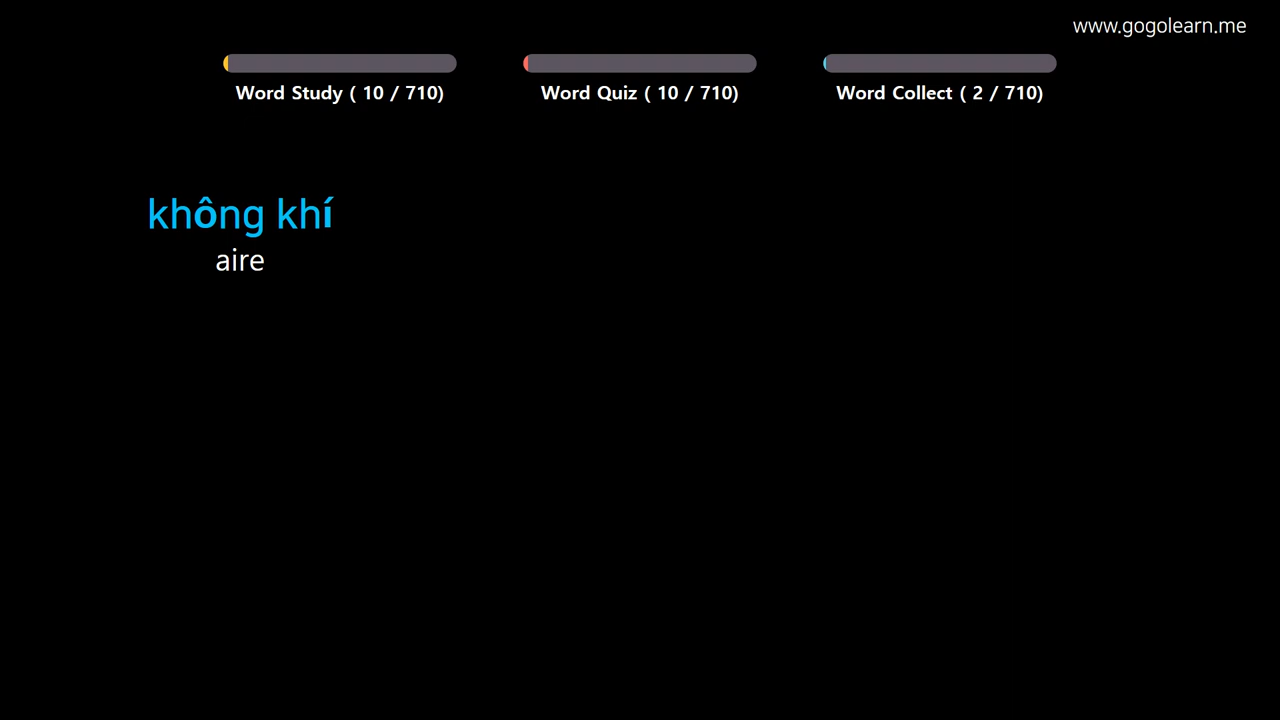 www.gogolearn.me
Word Study ( 10 / 710)
Word Quiz ( 10 / 710)
Word Collect ( 2 / 710)
không khí
aire